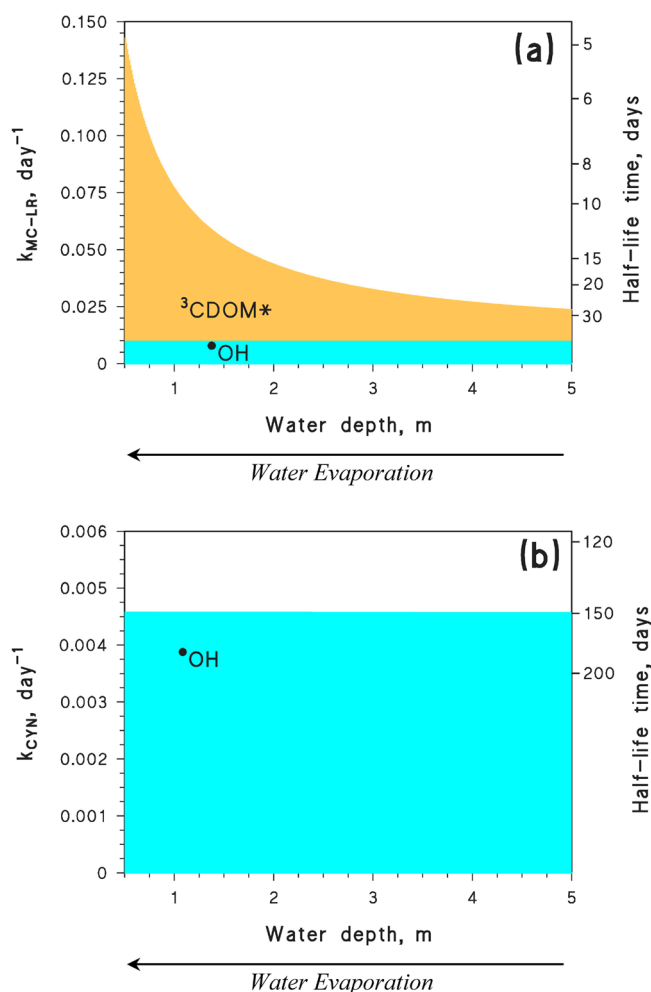 (a)
k_MC-LR, day⁻¹
0.150
0.125
0.100
0.075
0.050
0.025
0
5
6
8
10
15
20
30
Half-life time, days
³CDOM*
•OH
1
2
3
4
5
Water depth, m
Water Evaporation
(b)
k_CYN, day⁻¹
0.006
0.005
0.004
0.003
0.002
0.001
0
120
150
200
Half-life time, days
•OH
1
2
3
4
5
Water depth, m
Water Evaporation